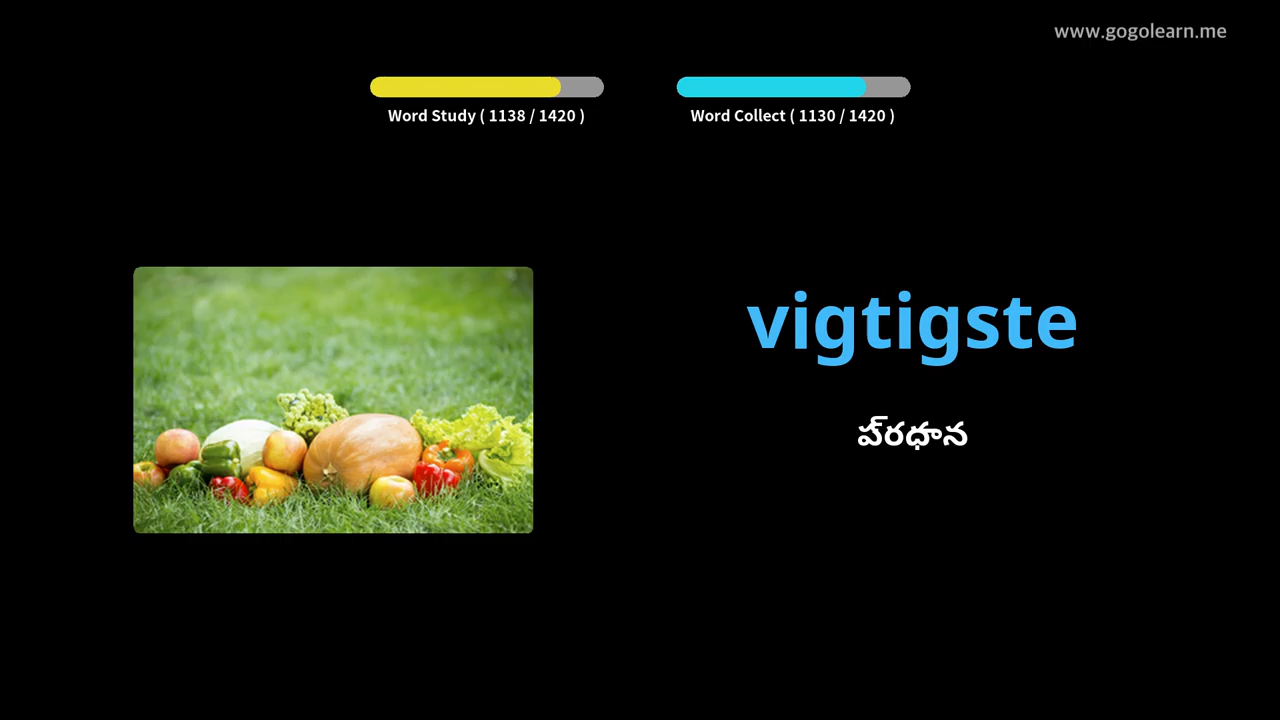 www.gogolearn.me
Word Study ( 1138 / 1420 )
Word Collect ( 1130 / 1420 )
vigtigste
ప్రధాన